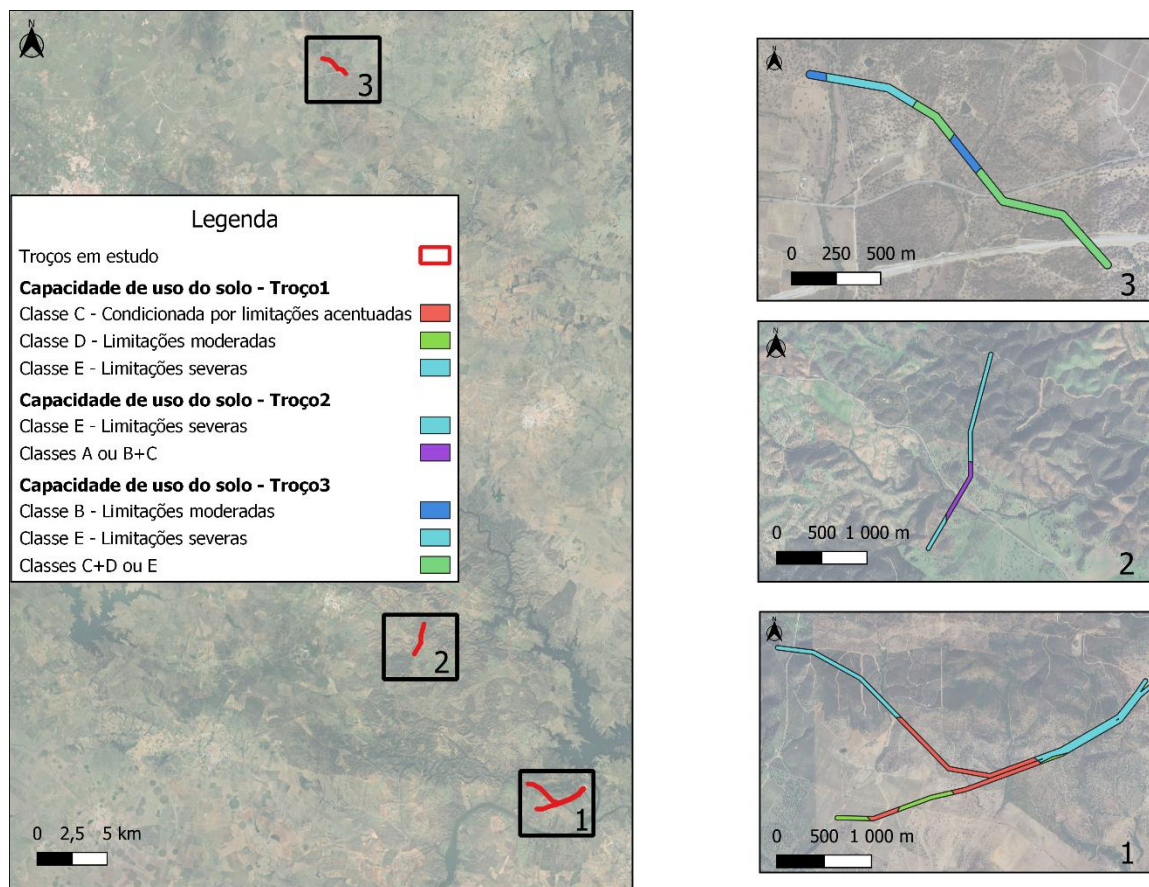 N
3
Legenda
Troços em estudo
Capacidade de uso do solo - Troço1
Classe C - Condicionada por limitações acentuadas
Classe D - Limitações moderadas
Classe E - Limitações severas
Capacidade de uso do solo - Troço2
Classe E - Limitações severas
Classes A ou B+C
Capacidade de uso do solo - Troço3
Classe B - Limitações moderadas
Classe E - Limitações severas
Classes C+D ou E
2
1
0 2,5 5 km
N
0 250 500 m
3
N
0 500 1 000 m
2
N
0 500 1 000 m
1